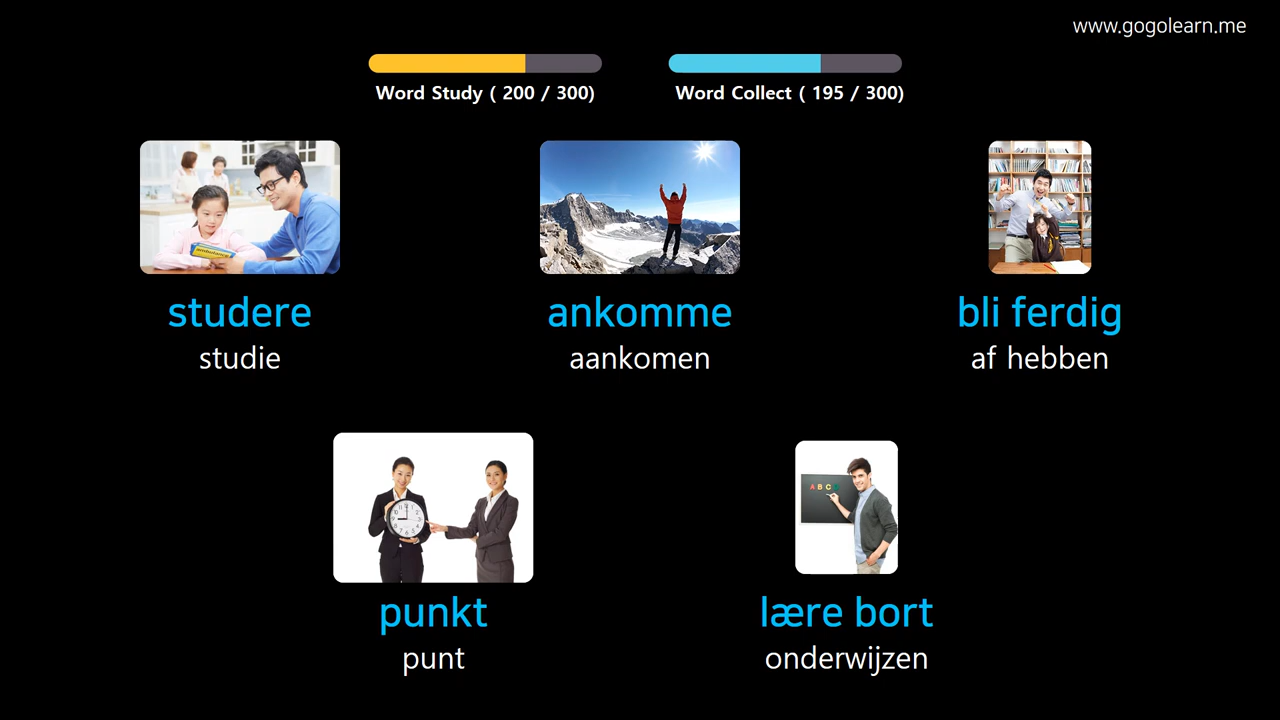 www.gogolearn.me
Word Study ( 200 / 300)
Word Collect ( 195 / 300)
studere
studie
ankomme
aankomen
bli ferdig
af hebben
punkt
punt
A B C D
lære bort
onderwijzen